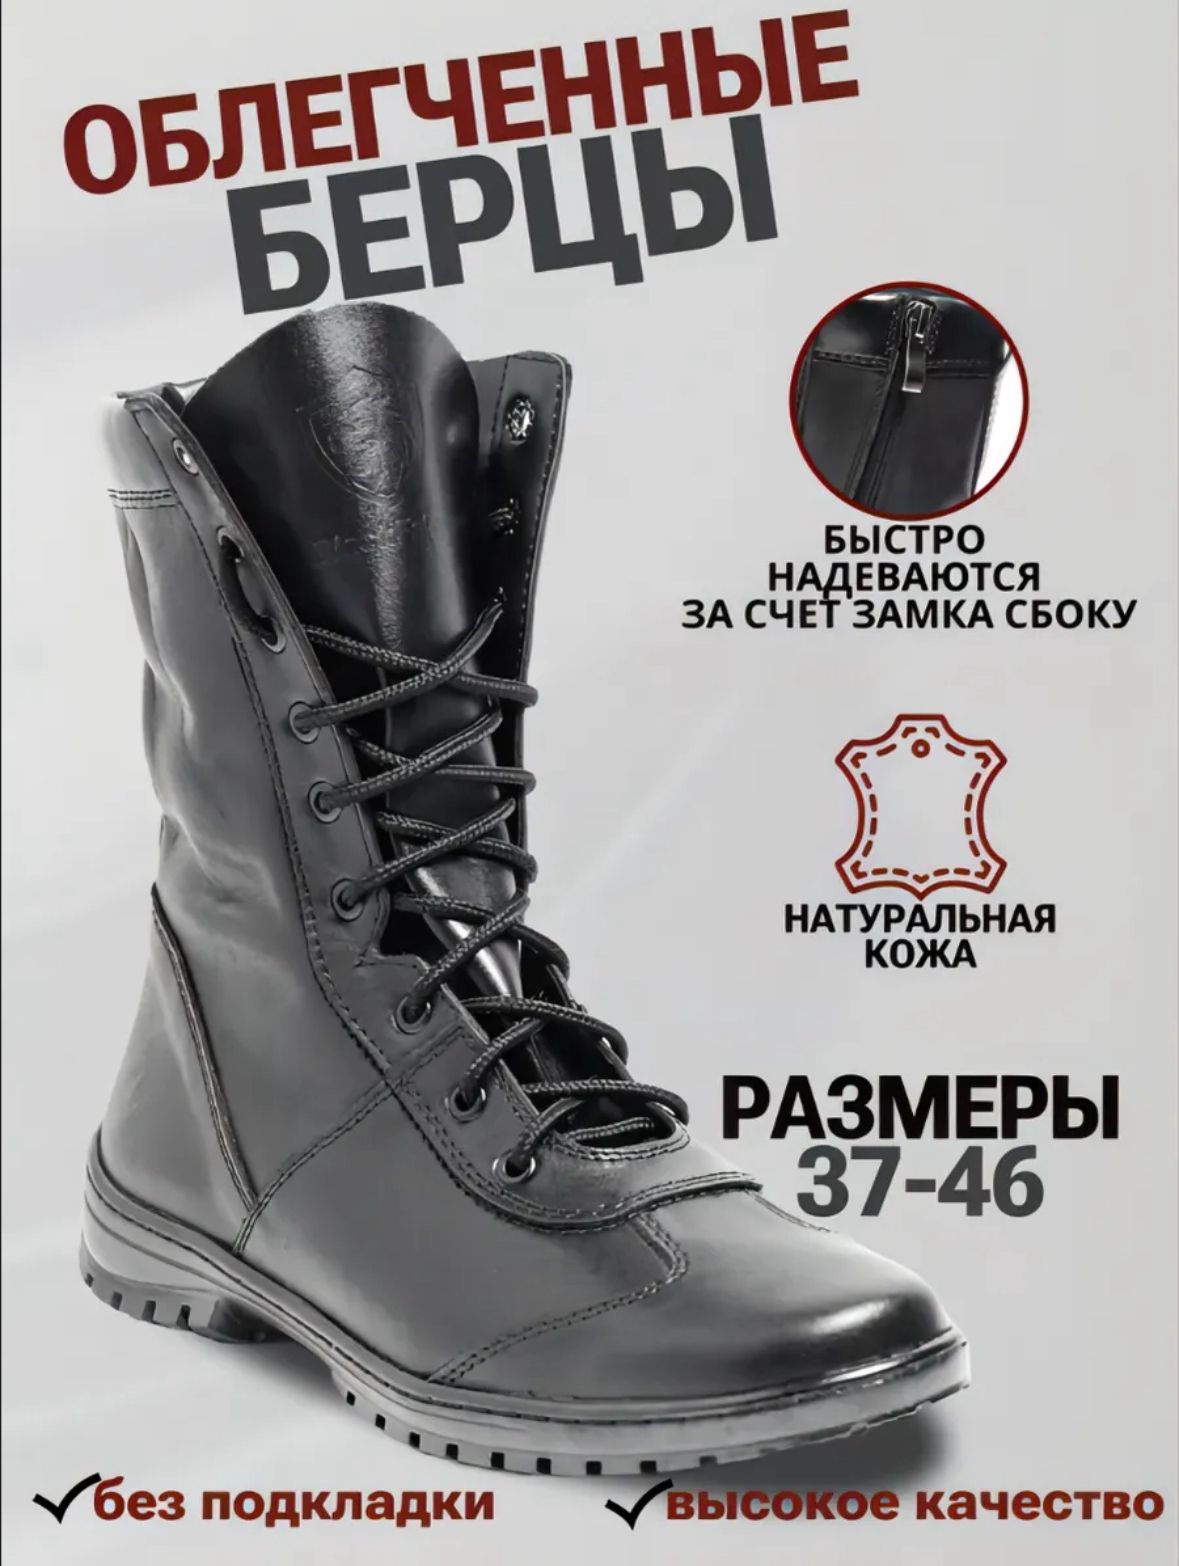 ОБЛЕГЧЕННЫЕ
БЕРЦЫ
БЫСТРО
НАДЕВАЮТСЯ
ЗА СЧЕТ ЗАМКА СБОКУ
НАТУРАЛЬНАЯ
КОЖА
РАЗМЕРЫ
37-46
без подкладки
высокое качество